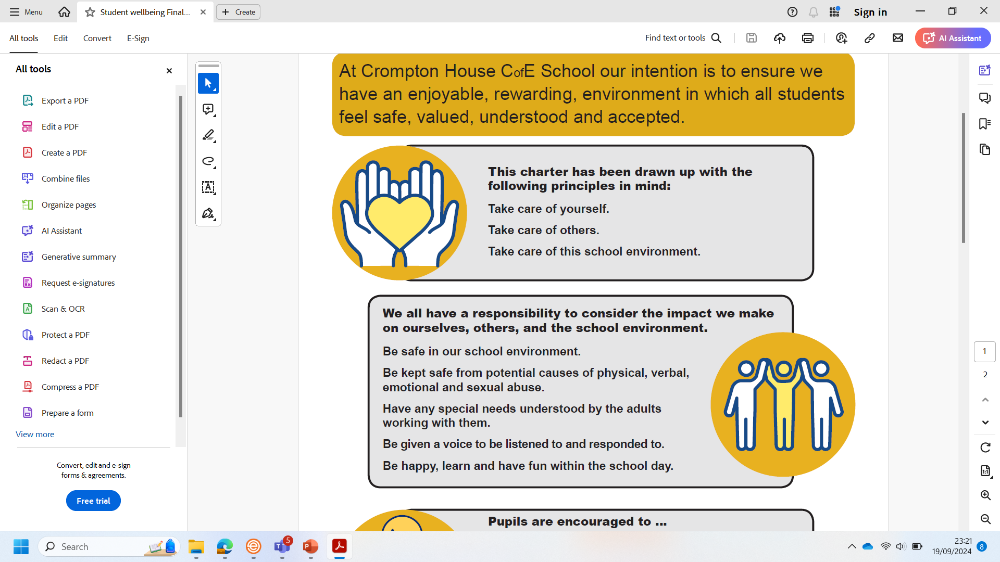 Menu
Student wellbeing Final....
Create
Sign in
All tools
Edit
Convert
E-Sign
Find text or tools
AI Assistant
All tools
Export a PDF
Edit a PDF
Create a PDF
Combine files
Organize pages
AI Assistant
Generative summary
Request e-signatures
Scan & OCR
Protect a PDF
Redact a PDF
Compress a PDF
Prepare a form
View more
Convert, edit and e-sign
forms & agreements.
Free trial
At Crompton House CofE School our intention is to ensure we
have an enjoyable, rewarding, environment in which all students
feel safe, valued, understood and accepted.
This charter has been drawn up with the
following principles in mind:
Take care of yourself.
Take care of others.
Take care of this school environment.
We all have a responsibility to consider the impact we make
on ourselves, others, and the school environment.
Be safe in our school environment.
Be kept safe from potential causes of physical, verbal,
emotional and sexual abuse.
Have any special needs understood by the adults
working with them.
Be given a voice to be listened to and responded to.
Be happy, learn and have fun within the school day.
Pupils are encouraged to ...
1
2
1:1
Search
5
23:21
19/09/2024
8